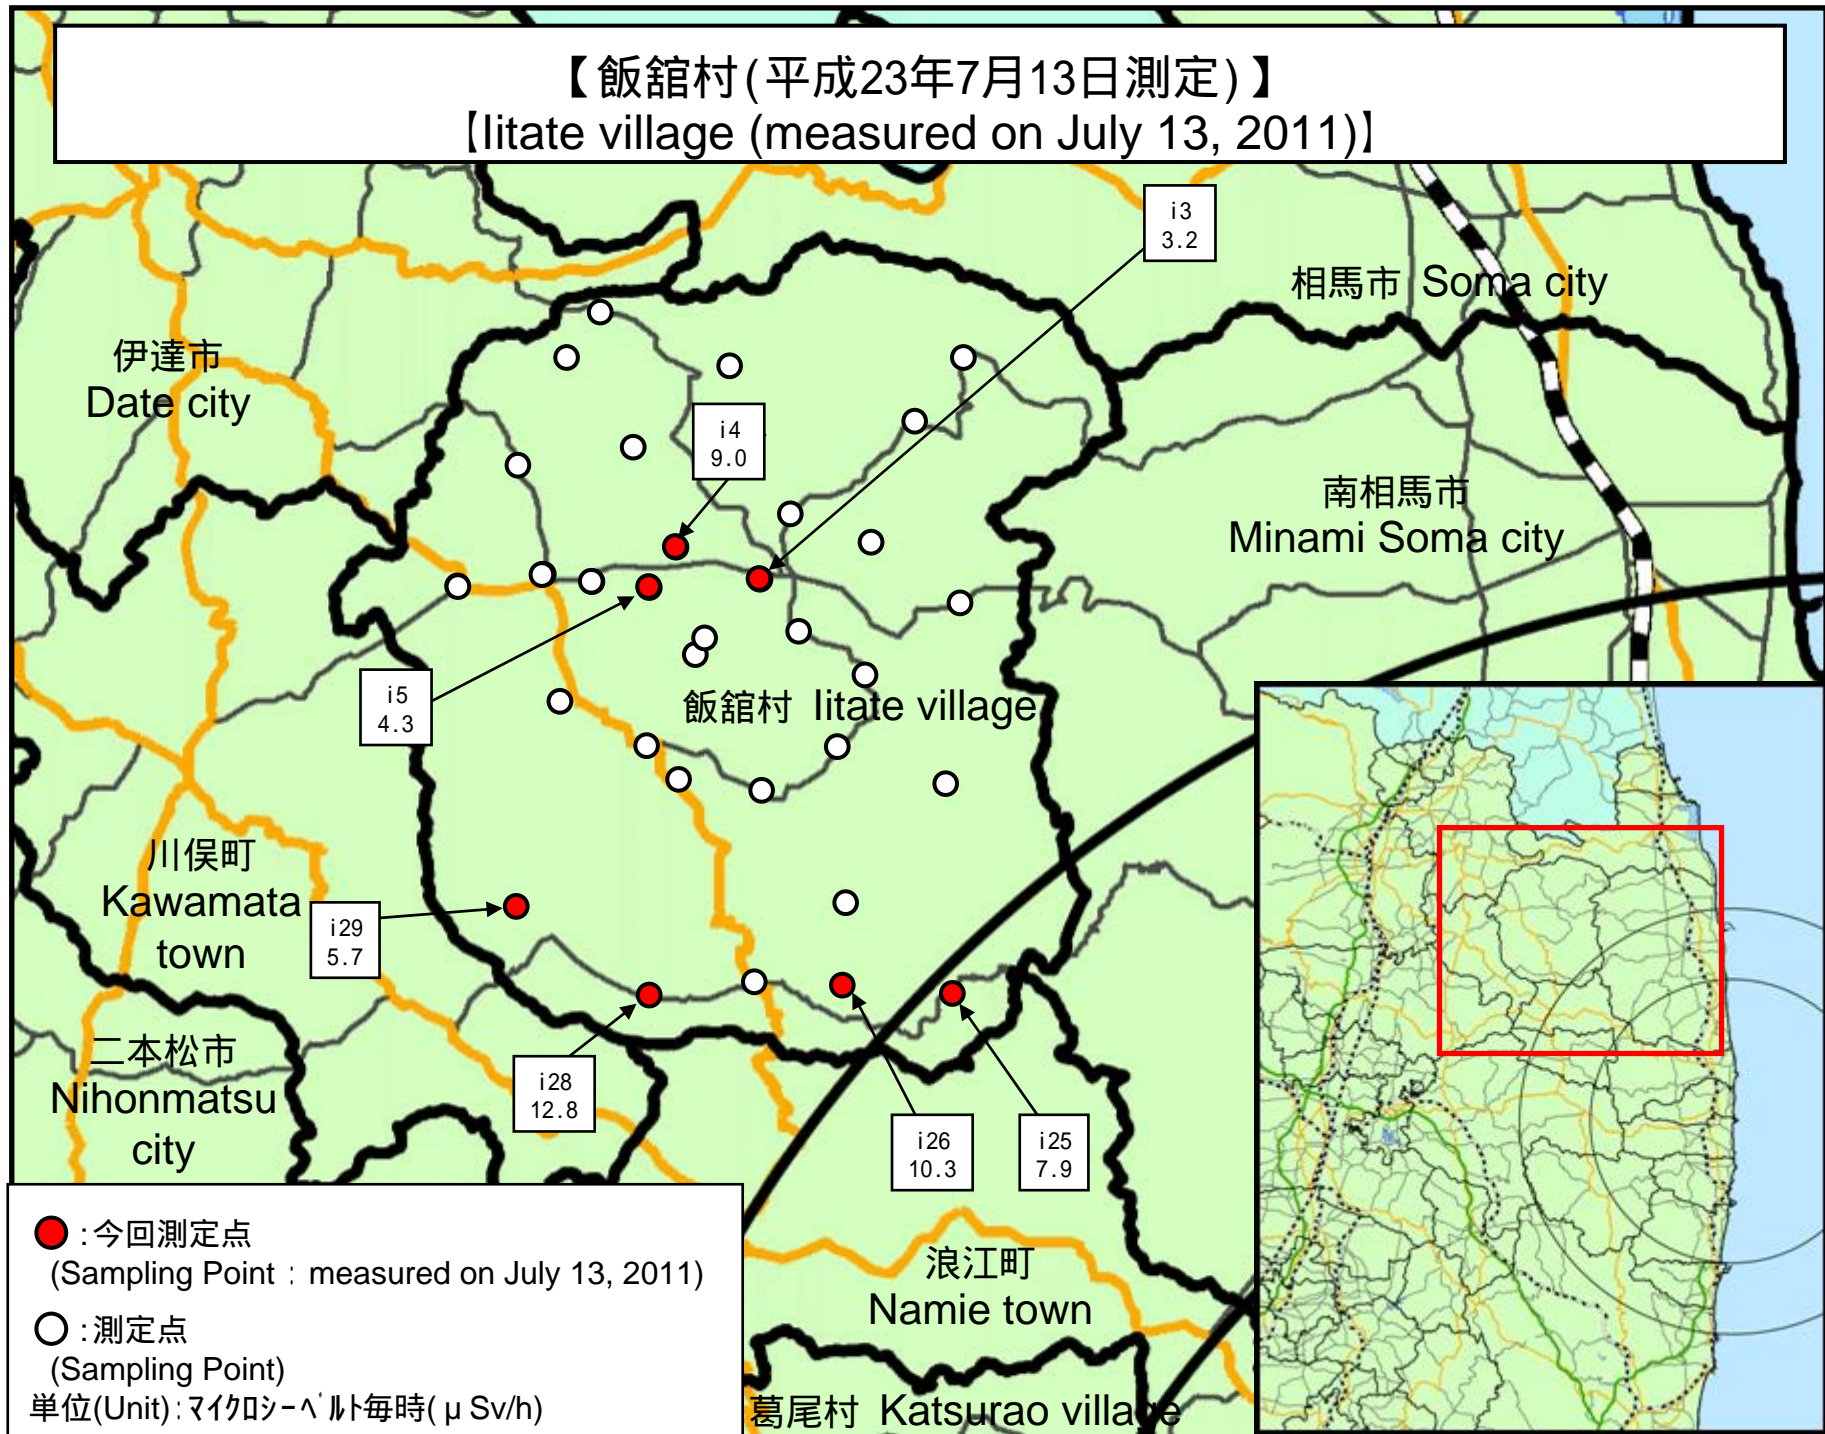 【飯舘村(平成23年7月13日測定)】
【Iitate village (measured on July 13, 2011)】
i3
3.2
相馬市 Soma city
伊達市
Date city
i4
9.0
南相馬市
Minami Soma city
i5
4.3
飯舘村 Iitate village
川俣町
Kawamata
town
i29
5.7
二本松市
Nihonmatsu
city
i28
12.8
i26
10.3
i25
7.9
浪江町
Namie town
葛尾村 Katsurao village
:今回測定点
(Sampling Point : measured on July 13, 2011)
:測定点
(Sampling Point)
単位(Unit):マイクロシーベルト毎時(μSv/h)